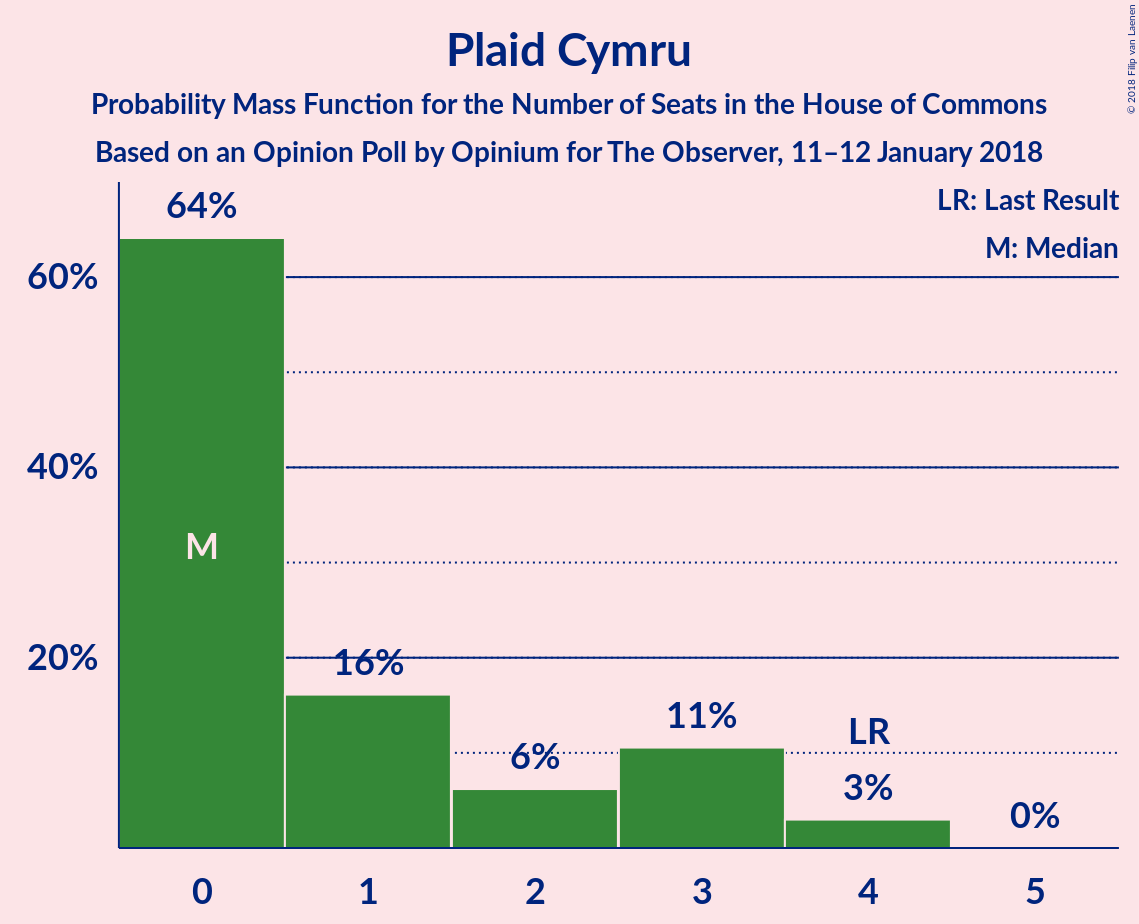 Plaid Cymru
Probability Mass Function for the Number of Seats in the House of Commons
Based on an Opinion Poll by Opinium for The Observer, 11–12 January 2018
© 2018 Filip van Laenen
LR: Last Result
M: Median
64%
60%
40%
M
20%
16%
6%
11%
LR
3%
0%
0 1 2 3 4 5